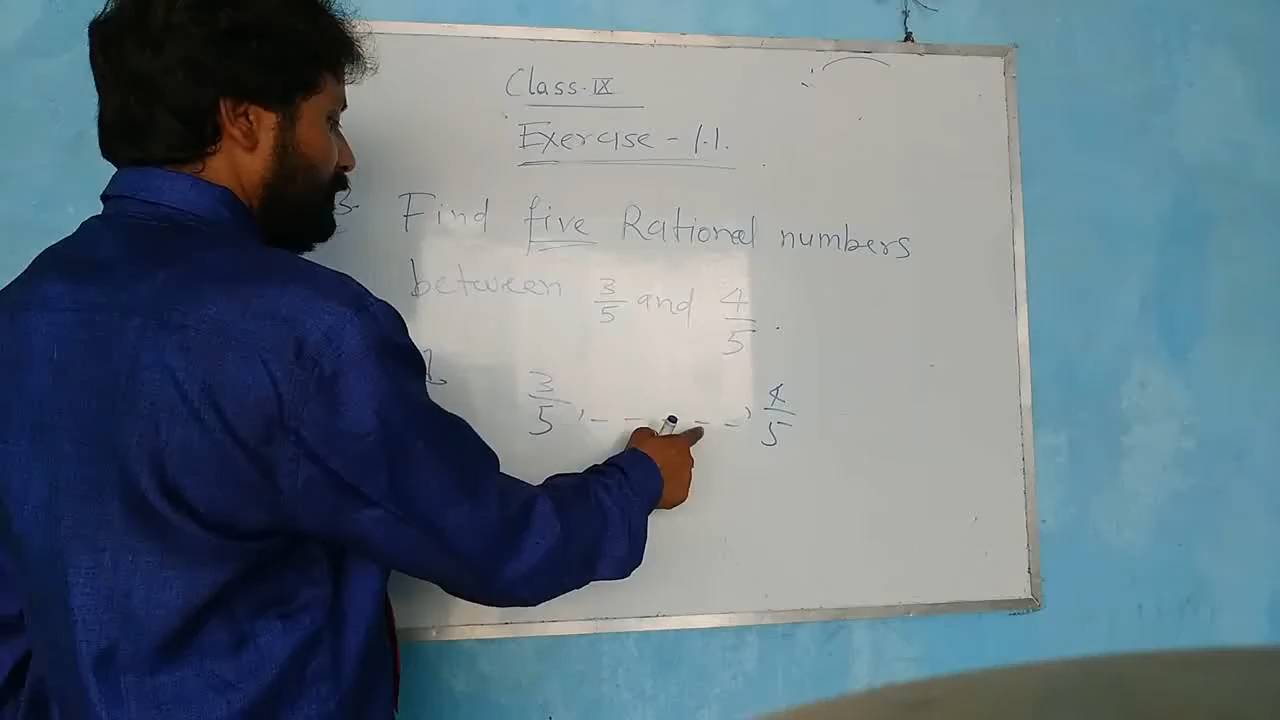 Class. IX
Exercise - 1.1.
3. Find five Rational numbers
between 3/5 and 4/5.
3/5, _ _ _ _ _, 4/5